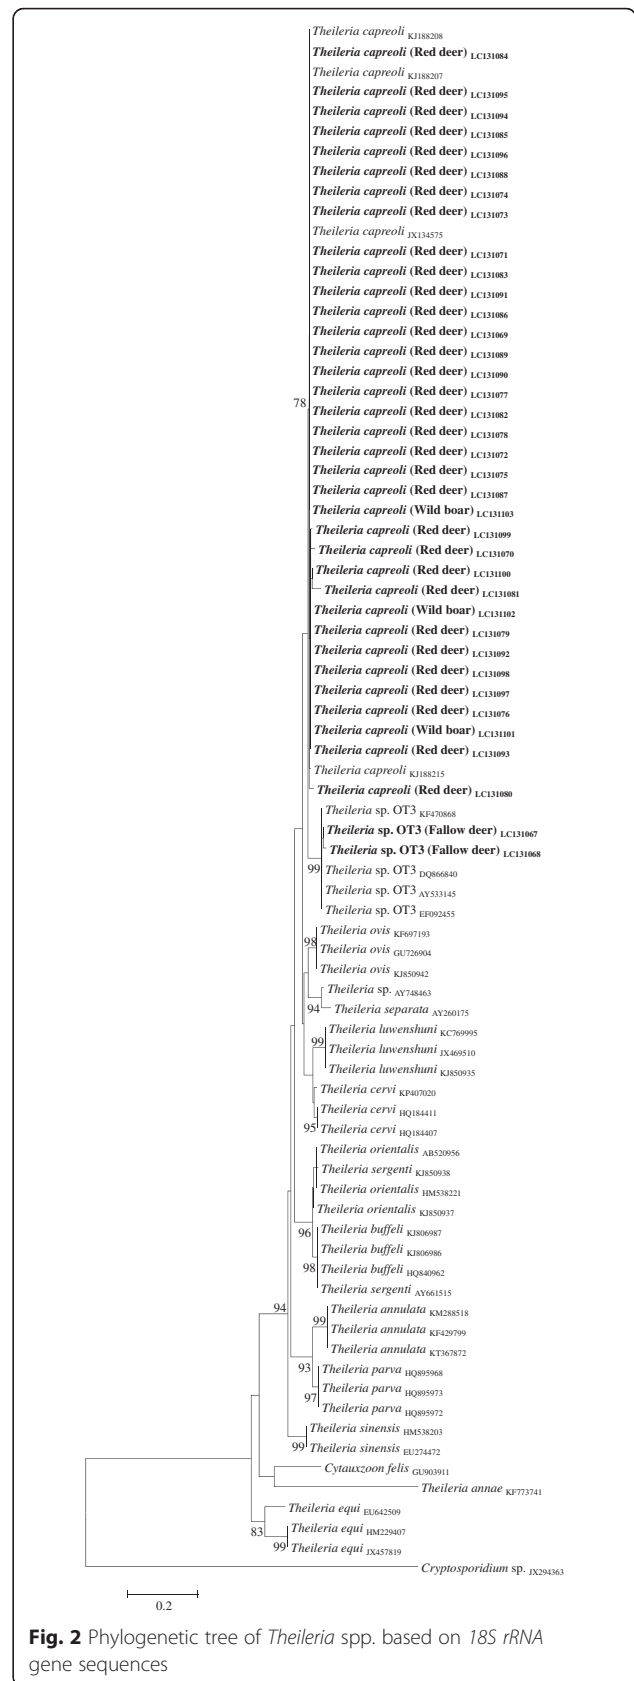 Theileria capreoli KJ188208
Theileria capreoli (Red deer) LC131084
Theileria capreoli KJ188207
Theileria capreoli (Red deer) LC131095
Theileria capreoli (Red deer) LC131094
Theileria capreoli (Red deer) LC131085
Theileria capreoli (Red deer) LC131096
Theileria capreoli (Red deer) LC131088
Theileria capreoli (Red deer) LC131074
Theileria capreoli (Red deer) LC131073
Theileria capreoli JX134575
Theileria capreoli (Red deer) LC131071
Theileria capreoli (Red deer) LC131083
Theileria capreoli (Red deer) LC131091
Theileria capreoli (Red deer) LC131086
Theileria capreoli (Red deer) LC131069
Theileria capreoli (Red deer) LC131089
Theileria capreoli (Red deer) LC131090
Theileria capreoli (Red deer) LC131077
78
Theileria capreoli (Red deer) LC131082
Theileria capreoli (Red deer) LC131078
Theileria capreoli (Red deer) LC131072
Theileria capreoli (Red deer) LC131075
Theileria capreoli (Red deer) LC131087
Theileria capreoli (Wild boar) LC131103
Theileria capreoli (Red deer) LC131099
Theileria capreoli (Red deer) LC131070
Theileria capreoli (Red deer) LC131100
Theileria capreoli (Red deer) LC131081
Theileria capreoli (Wild boar) LC131102
Theileria capreoli (Red deer) LC131079
Theileria capreoli (Red deer) LC131092
Theileria capreoli (Red deer) LC131098
Theileria capreoli (Red deer) LC131097
Theileria capreoli (Red deer) LC131076
Theileria capreoli (Wild boar) LC131101
Theileria capreoli (Red deer) LC131093
Theileria capreoli KJ188215
Theileria capreoli (Red deer) LC131080
Theileria sp. OT3 KF470868
Theileria sp. OT3 (Fallow deer) LC131067
Theileria sp. OT3 (Fallow deer) LC131068
99 Theileria sp. OT3 DQ866840
Theileria sp. OT3 AY533145
Theileria sp. OT3 EF092455
Theileria ovis KF697193
98 Theileria ovis GU726904
Theileria ovis KJ850942
Theileria sp. AY748463
94 Theileria separata AY260175
Theileria luwenshuni KC769995
99 Theileria luwenshuni JX469510
Theileria luwenshuni KJ850935
Theileria cervi KP407020
Theileria cervi HQ184411
95 Theileria cervi HQ184407
Theileria orientalis AB520956
Theileria sergenti KJ850938
Theileria orientalis HM538221
Theileria orientalis KJ850937
96 Theileria buffeli KJ806987
Theileria buffeli KJ806986
98 Theileria buffeli HQ840962
Theileria sergenti AY661515
94 Theileria annulata KM288518
99 Theileria annulata KF429799
Theileria annulata KT367872
93 Theileria parva HQ895968
Theileria parva HQ895973
97 Theileria parva HQ895972
Theileria sinensis HM538203
99 Theileria sinensis EU274472
Cytauxzoon felis GU903911
Theileria annae KF773741
Theileria equi EU642509
83 Theileria equi HM229407
99 Theileria equi JX457819
Cryptosporidium sp. JX294363
0.2
Fig. 2 Phylogenetic tree of Theileria spp. based on 18S rRNA
gene sequences